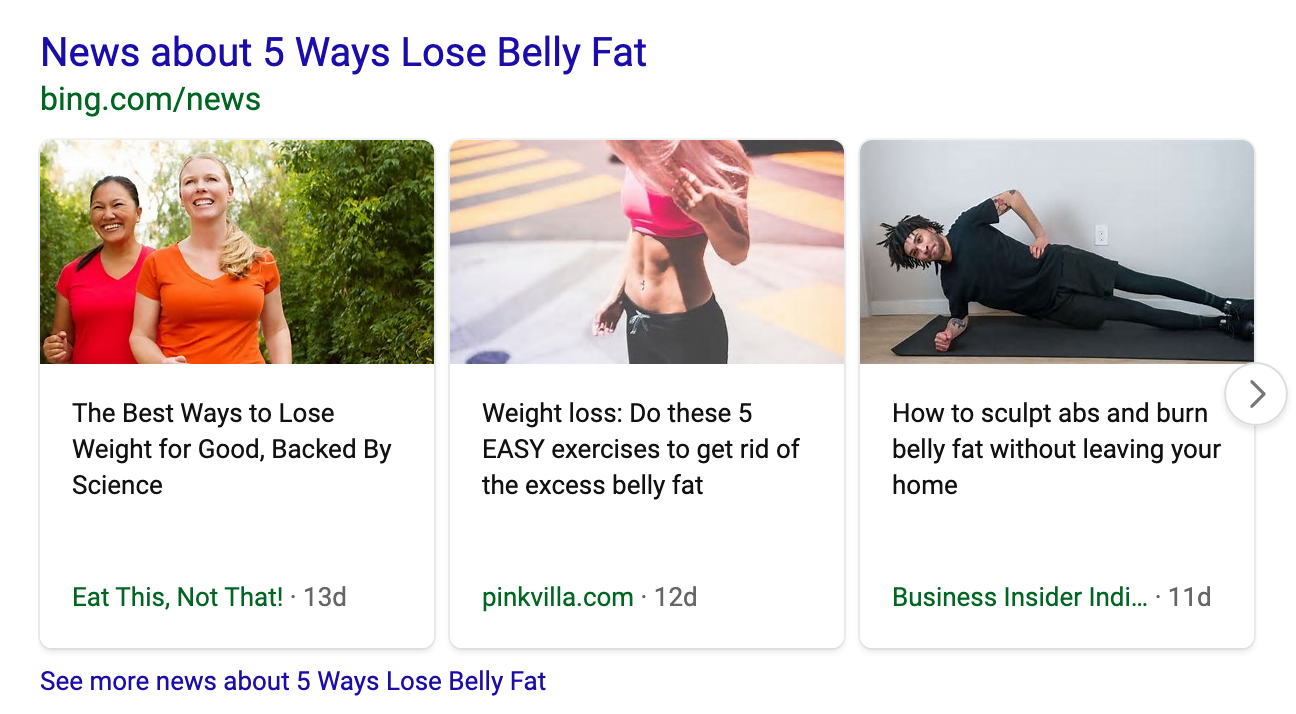 News about 5 Ways Lose Belly Fat
bing.com/news
The Best Ways to Lose
Weight for Good, Backed By
Science
Eat This, Not That! · 13d
Weight loss: Do these 5
EASY exercises to get rid of
the excess belly fat
pinkvilla.com · 12d
How to sculpt abs and burn
belly fat without leaving your
home
Business Insider Indi... · 11d
See more news about 5 Ways Lose Belly Fat